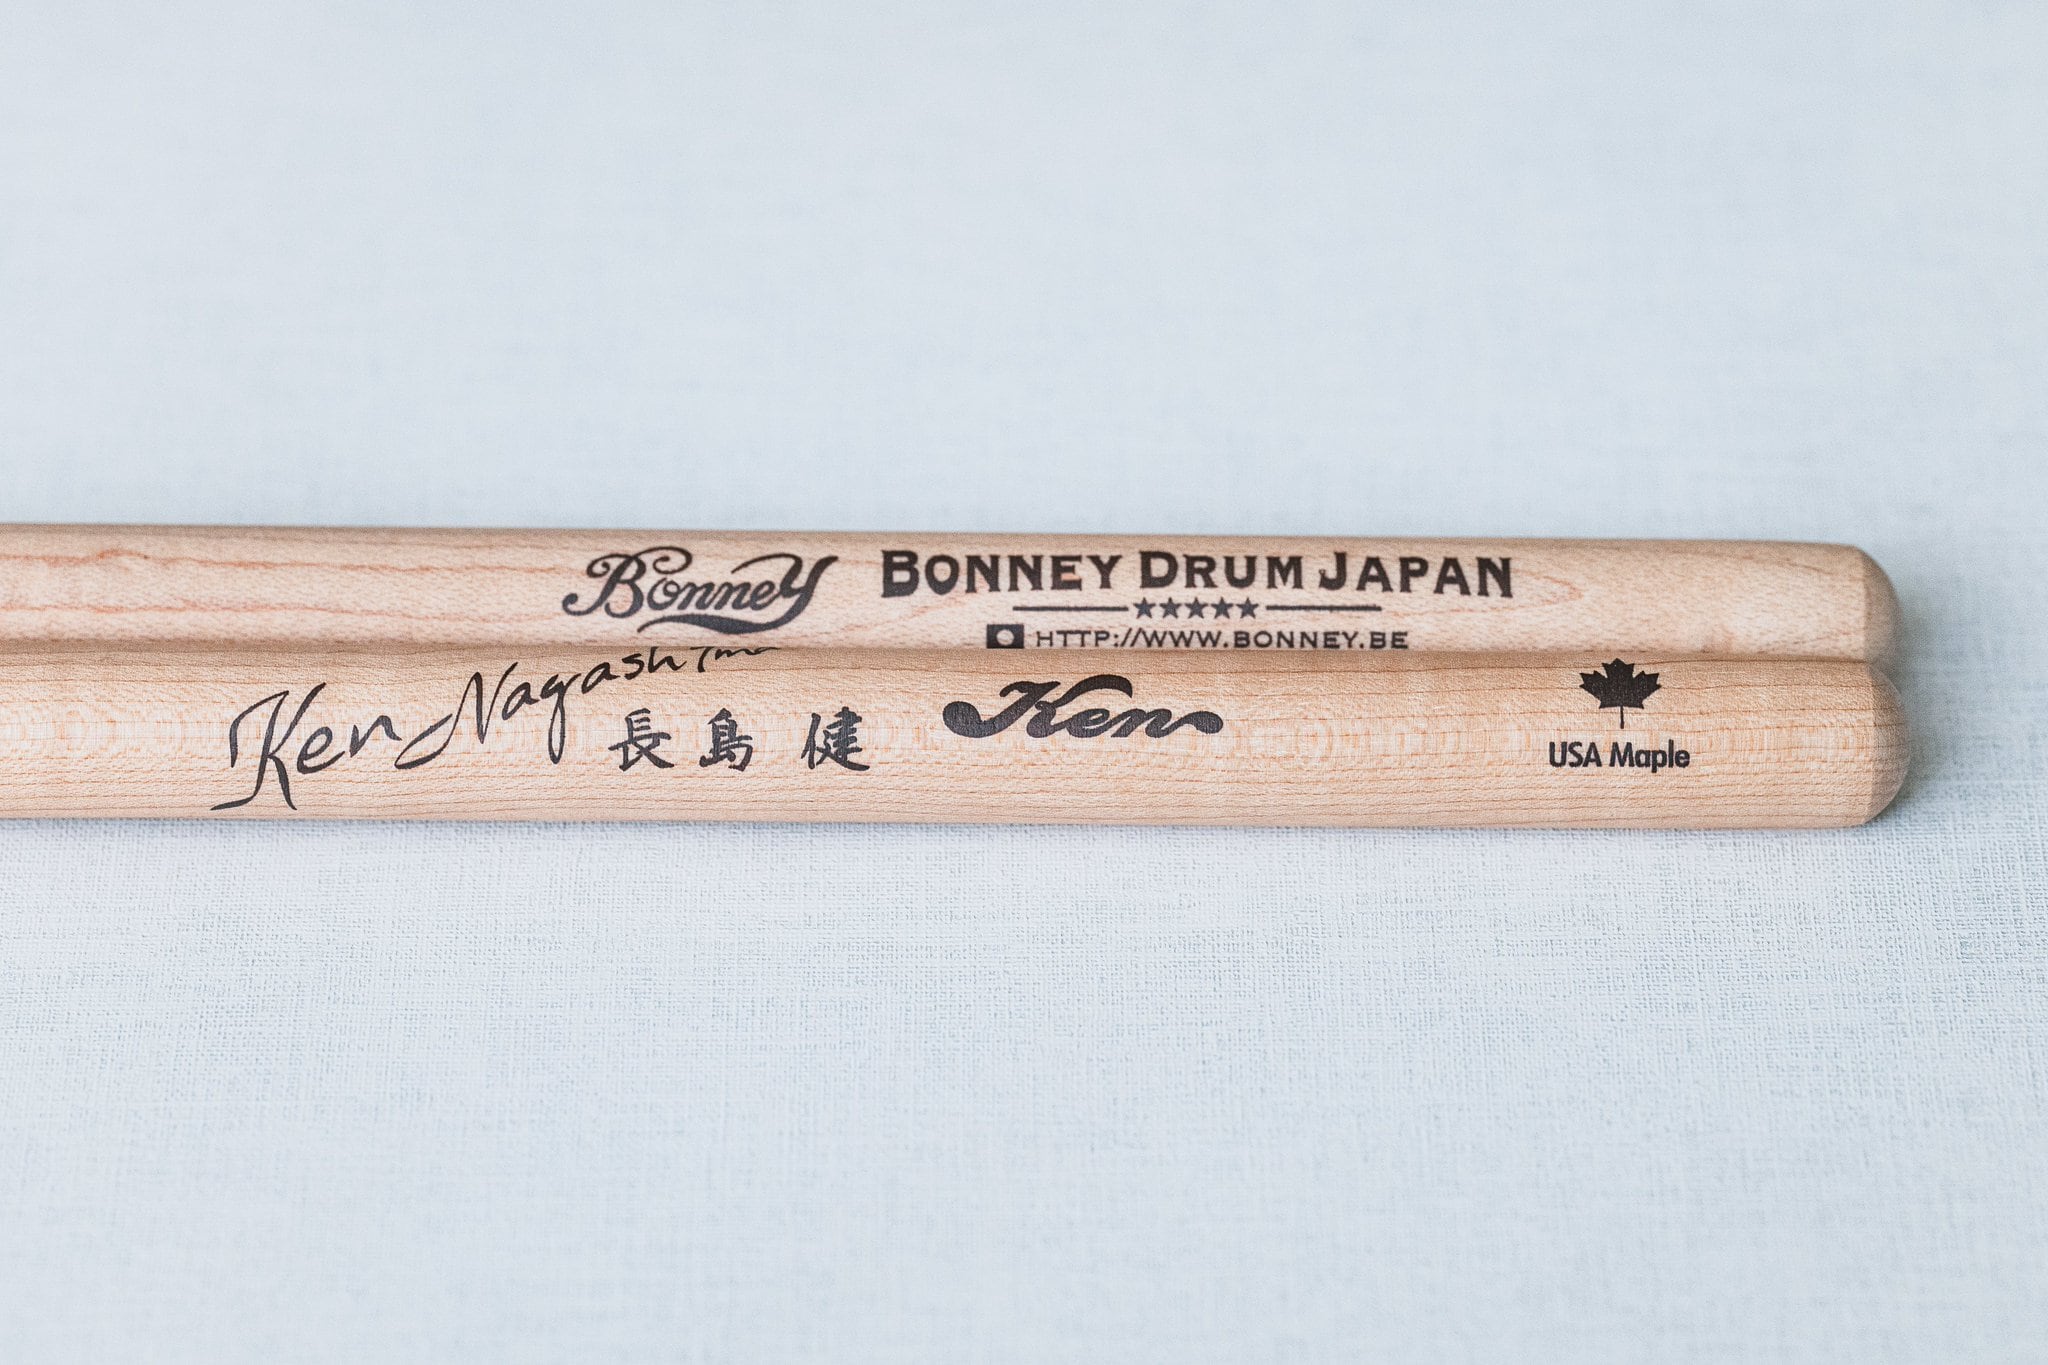 Bonney
BONNEY DRUM JAPAN
HTTP://WWW.BONNEY.BE
Ken Nagashima
長島 健
Ken
USA Maple